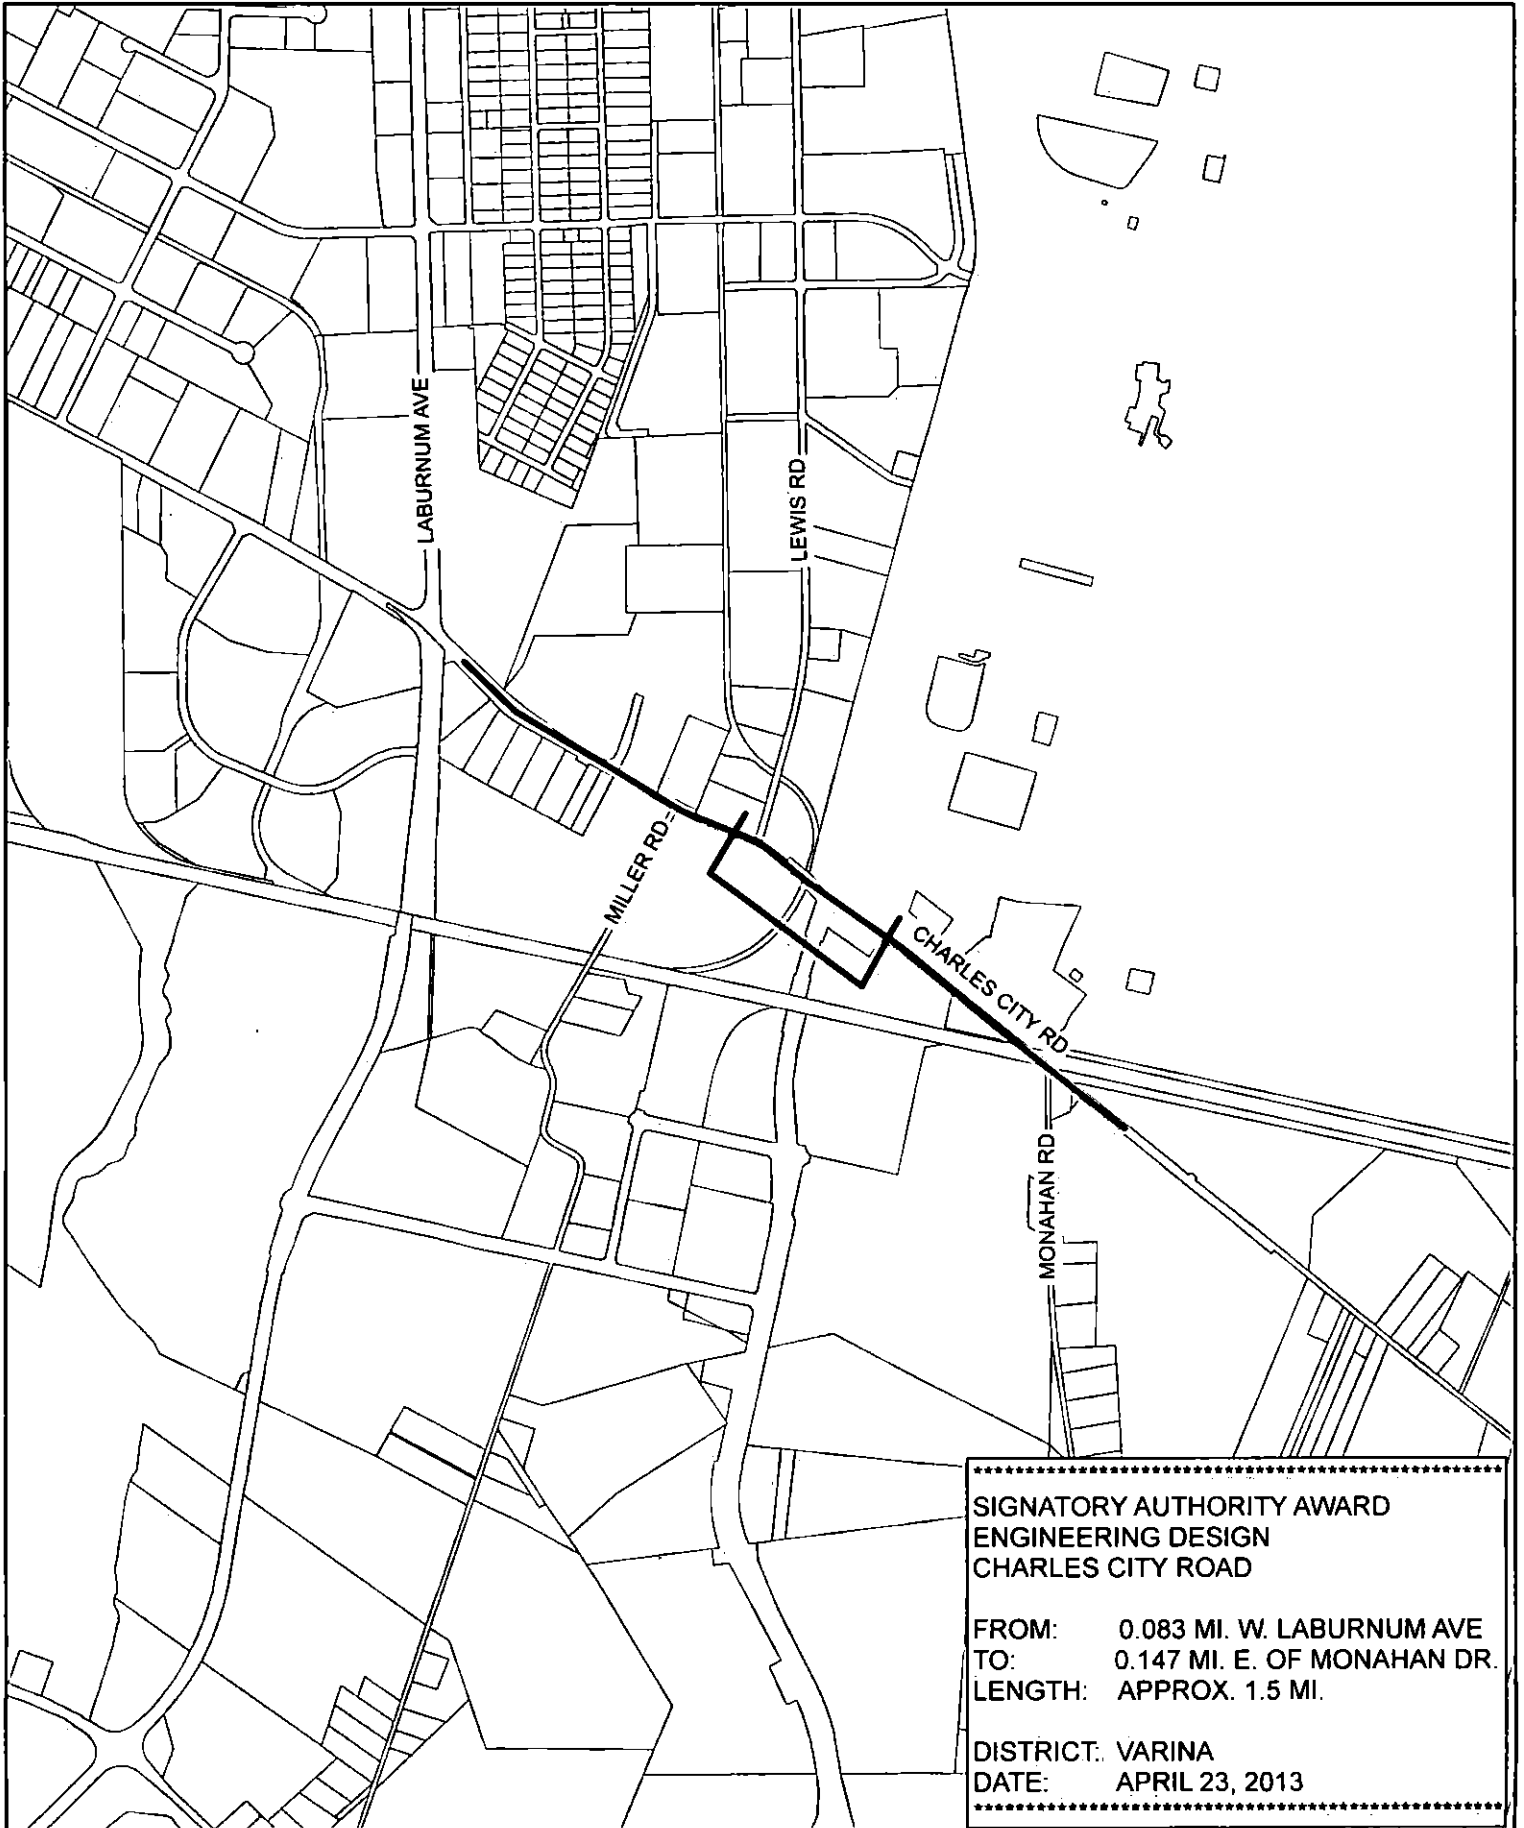 LABURNUM AVE
LEWIS RD
MILLER RD
CHARLES CITY RD
MONAHAN RD
SIGNATORY AUTHORITY AWARD
ENGINEERING DESIGN
CHARLES CITY ROAD
FROM: 0.083 MI. W. LABURNUM AVE
TO: 0.147 MI. E. OF MONAHAN DR.
LENGTH: APPROX. 1.5 MI.
DISTRICT: VARINA
DATE: APRIL 23, 2013